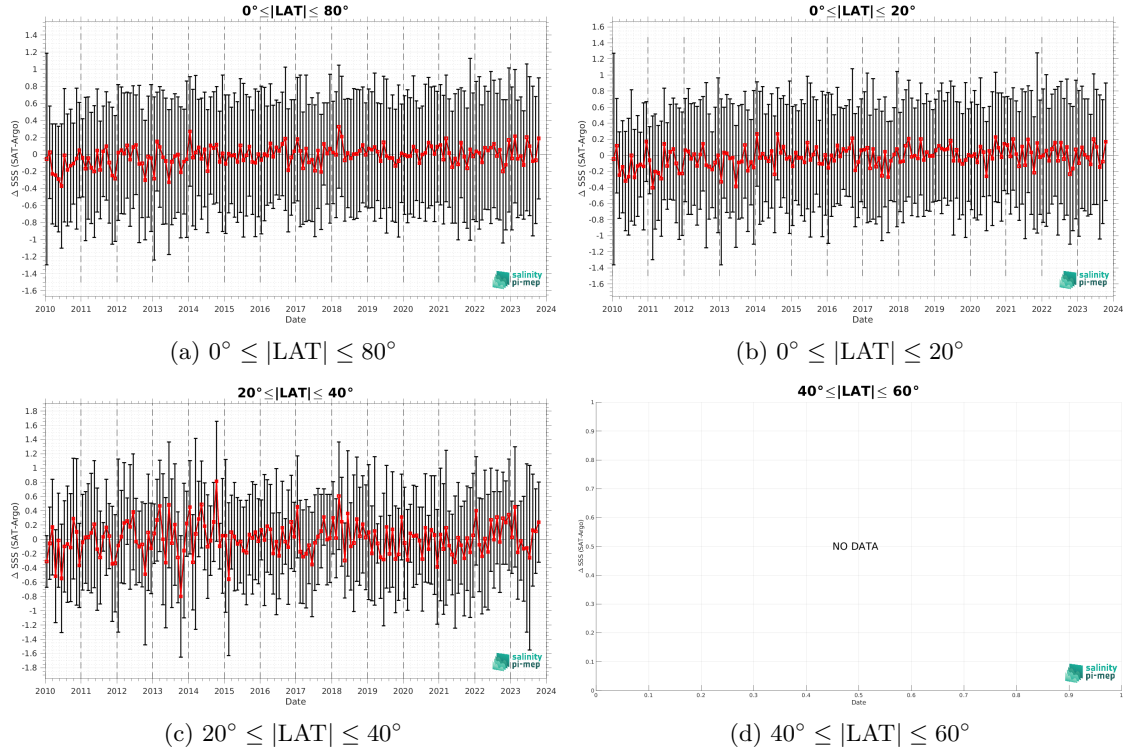 0°≤|LAT|≤ 80°
Δ SSS (SAT-Argo)
1.4
1.2
1
0.8
0.6
0.4
0.2
0
-0.2
-0.4
-0.6
-0.8
-1
-1.2
-1.4
-1.6
2010 2011 2012 2013 2014 2015 2016 2017 2018 2019 2020 2021 2022 2023 2024
Date
salinity
pi-mep
(a) 0° ≤ |LAT| ≤ 80°
0°≤|LAT|≤ 20°
Δ SSS (SAT-Argo)
1.6
1.4
1.2
1
0.8
0.6
0.4
0.2
0
-0.2
-0.4
-0.6
-0.8
-1
-1.2
-1.4
-1.6
2010 2011 2012 2013 2014 2015 2016 2017 2018 2019 2020 2021 2022 2023 2024
Date
salinity
pi-mep
(b) 0° ≤ |LAT| ≤ 20°
20°≤|LAT|≤ 40°
Δ SSS (SAT-Argo)
1.8
1.6
1.4
1.2
1
0.8
0.6
0.4
0.2
0
-0.2
-0.4
-0.6
-0.8
-1
-1.2
-1.4
-1.6
-1.8
2010 2011 2012 2013 2014 2015 2016 2017 2018 2019 2020 2021 2022 2023 2024
Date
salinity
pi-mep
(c) 20° ≤ |LAT| ≤ 40°
40°≤|LAT|≤ 60°
Δ SSS (SAT-Argo)
1
0.9
0.8
0.7
0.6
0.5
0.4
0.3
0.2
0.1
0
NO DATA
0 0.1 0.2 0.3 0.4 0.5 0.6 0.7 0.8 0.9 1
Date
salinity
pi-mep
(d) 40° ≤ |LAT| ≤ 60°